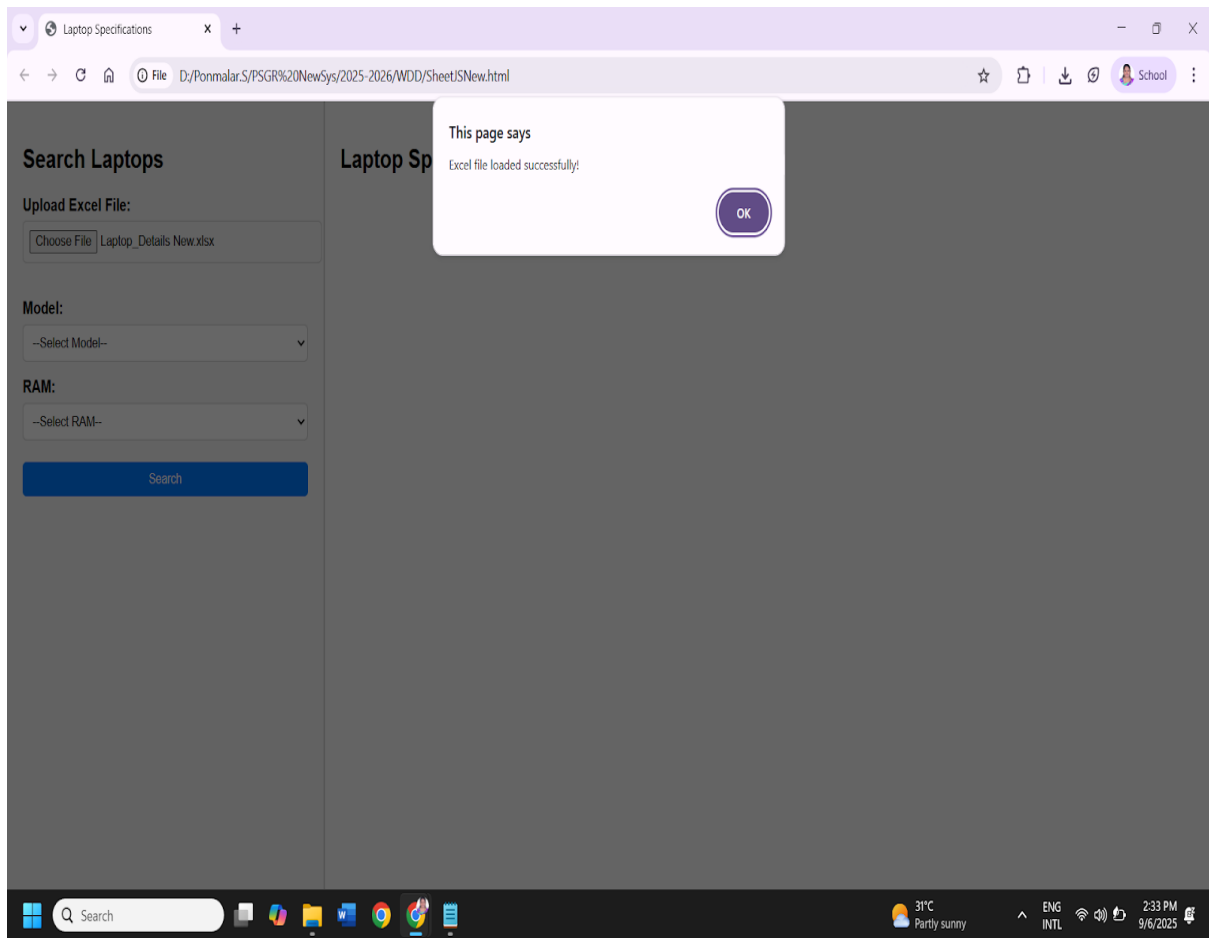 Laptop Specifications
File D:/Ponmalar.S/PSGR%20NewSys/2025-2026/WDD/SheetJSNew.html
School
This page says
Excel file loaded successfully!
OK
Search Laptops
Laptop Sp
Upload Excel File:
Choose File Laptop_Details New.xlsx
Model:
--Select Model--
RAM:
--Select RAM--
Search
Search
31°C
Partly sunny
ENG
INTL
2:33 PM
9/6/2025